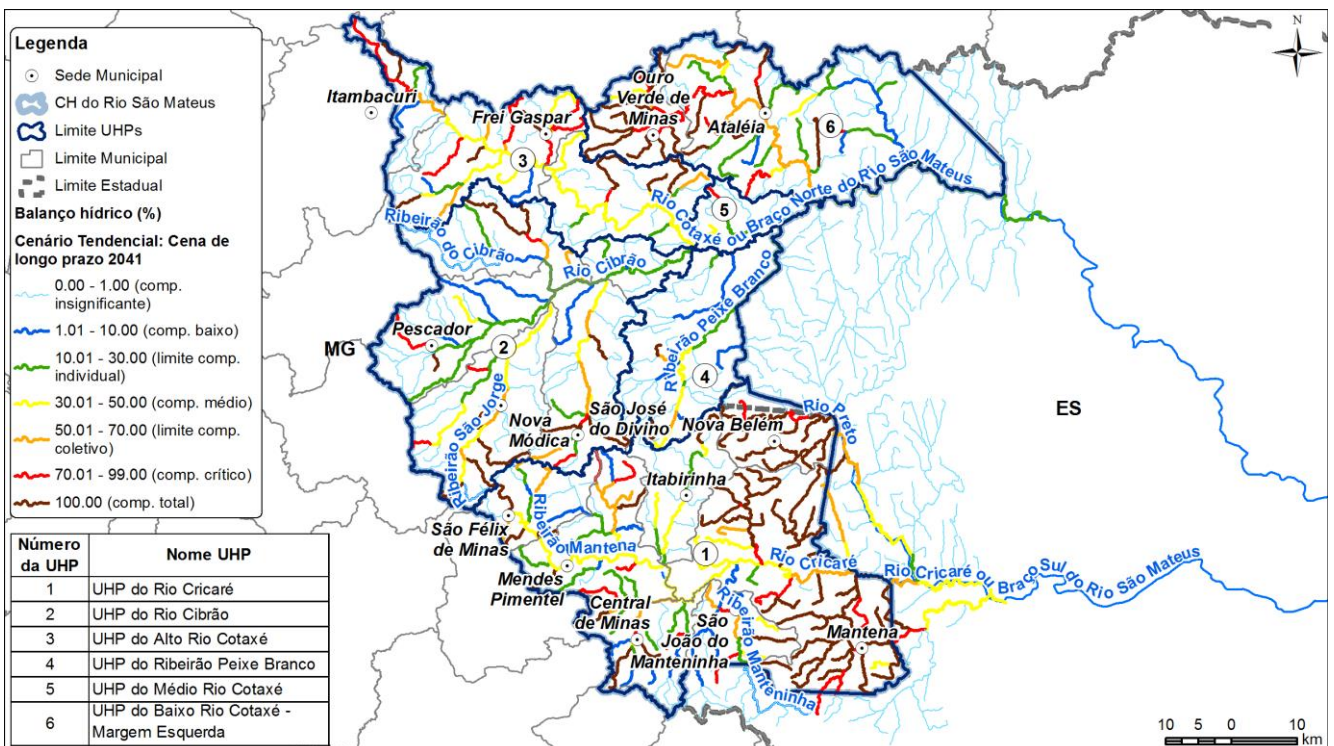 Legenda
Sede Municipal
CH do Rio São Mateus
Limite UHPs
Limite Municipal
Limite Estadual
Balanço hídrico (%)
Cenário Tendencial: Cena de
longo prazo 2041
0.00 - 1.00 (comp.
insignificante)
1.01 - 10.00 (comp. baixo)
10.01 - 30.00 (limite comp.
individual)
30.01 - 50.00 (comp. médio)
50.01 - 70.00 (limite comp.
coletivo)
70.01 - 99.00 (comp. crítico)
100.00 (comp. total)
Número
da UHP
Nome UHP
1
UHP do Rio Cricaré
2
UHP do Rio Cibrão
3
UHP do Alto Rio Cotaxé
4
UHP do Ribeirão Peixe Branco
5
UHP do Médio Rio Cotaxé
6
UHP do Baixo Rio Cotaxé -
Margem Esquerda
N
Itambacuri
Frei Gaspar
Ouro
Verde de
Minas
Ataléia
6
3
5
Rio Cotaxé ou Braço Norte do Rio São Mateus
Ribeirão
do Cibrão
Rio Cibrão
Ribeirão Peixe Branco
Pescador
MG
2
4
ES
Ribeirão São Jorge
Nova
Módica
São José
do Divino
Nova Belém
Rio Preto
Itabirinha
São Félix
de Minas
Ribeirão Mantena
1
Rio Cricaré
Rio Cricaré ou Braço Sul do Rio São Mateus
Mendes
Pimentel
Central
de Minas
São
João do
Manteninha
Ribeirão Manteninha
Mantena
10 5 0 10
km